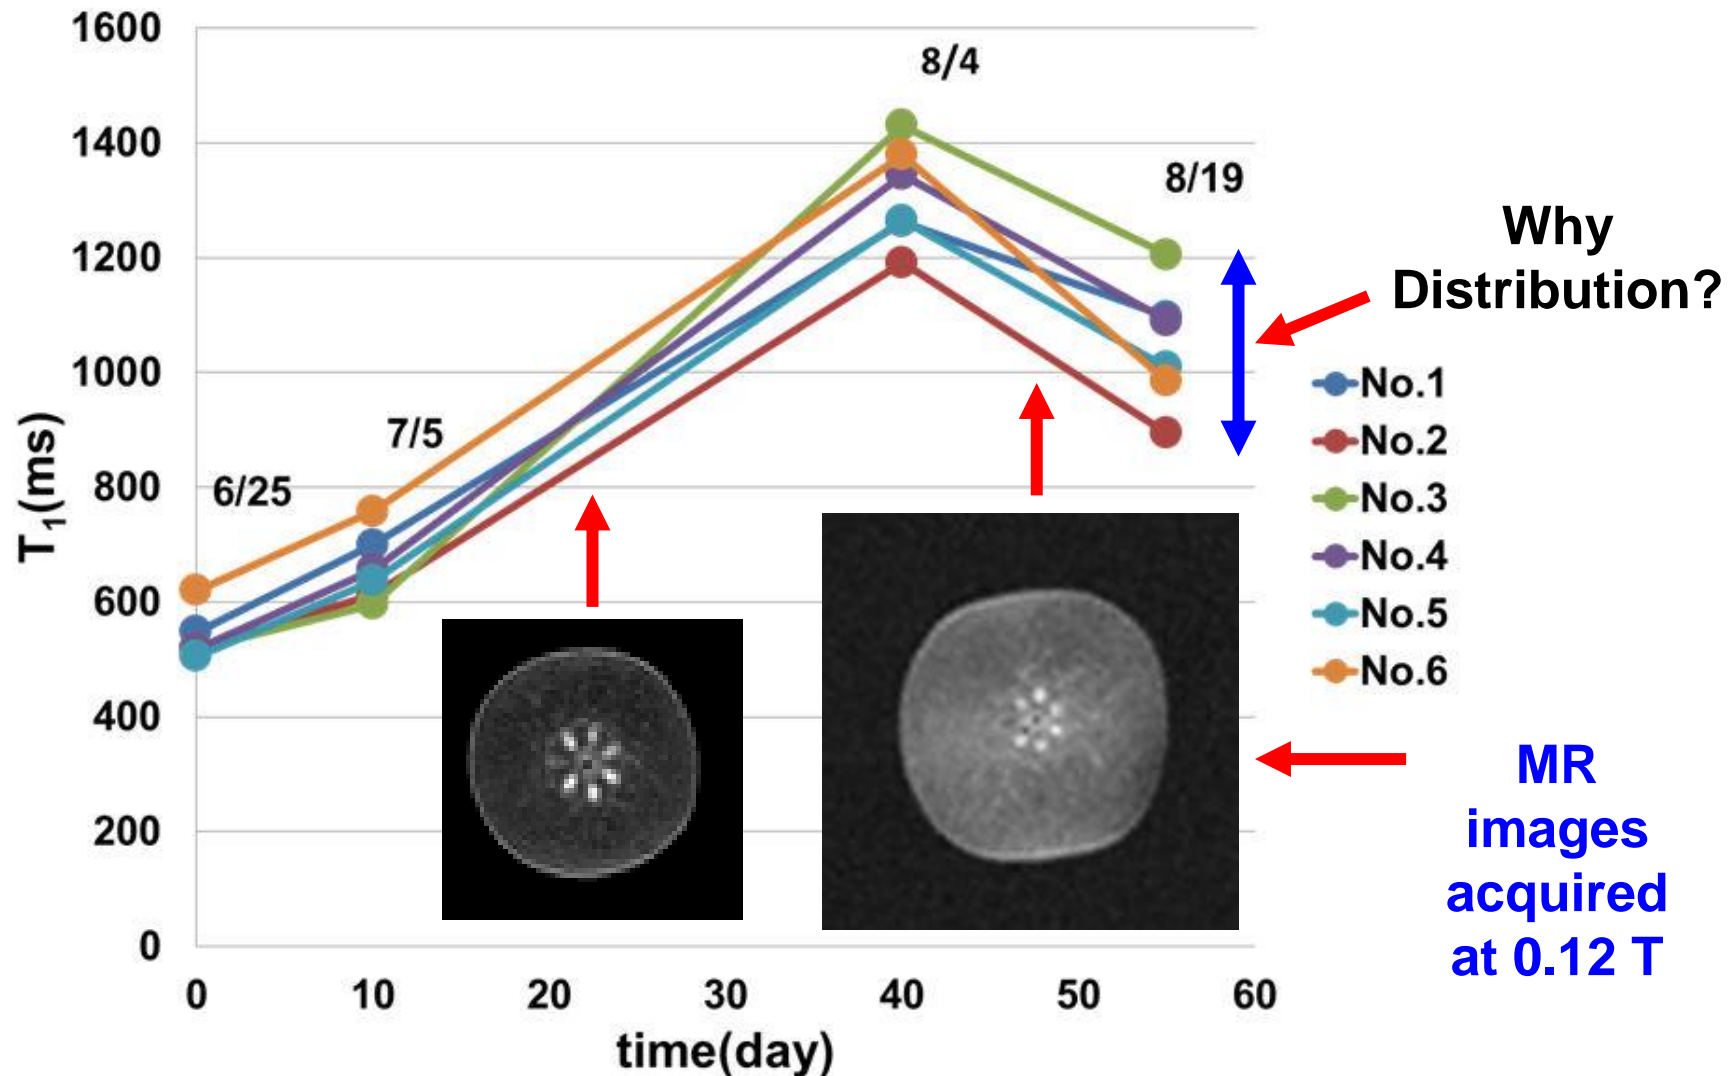 1600
1400
1200
1000
800
600
400
200
0
T₁(ms)
0 10 20 30 40 50 60
time(day)
6/25
7/5
8/4
8/19
Why
Distribution?
No.1
No.2
No.3
No.4
No.5
No.6
MR
images
acquired
at 0.12 T